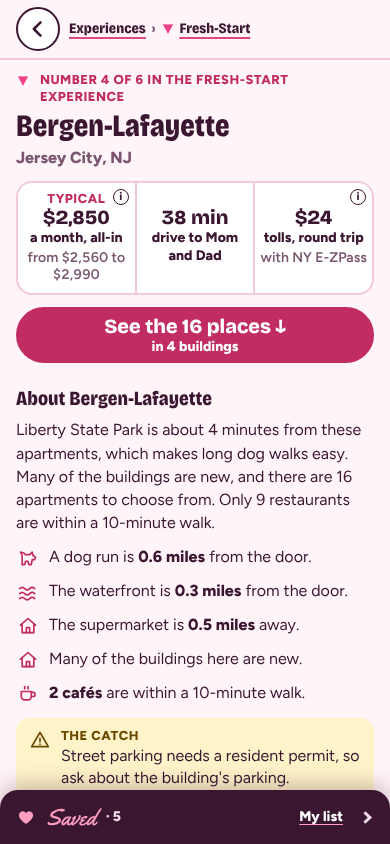 Experiences › Fresh-Start
NUMBER 4 OF 6 IN THE FRESH-START
EXPERIENCE
Bergen-Lafayette
Jersey City, NJ
TYPICAL
$2,850
a month, all-in
from $2,560 to
$2,990
38 min
drive to Mom
and Dad
$24
tolls, round trip
with NY E-ZPass
See the 16 places ↓
in 4 buildings
About Bergen-Lafayette
Liberty State Park is about 4 minutes from these
apartments, which makes long dog walks easy.
Many of the buildings are new, and there are 16
apartments to choose from. Only 9 restaurants
are within a 10-minute walk.
A dog run is 0.6 miles from the door.
The waterfront is 0.3 miles from the door.
The supermarket is 0.5 miles away.
Many of the buildings here are new.
2 cafés are within a 10-minute walk.
THE CATCH
Street parking needs a resident permit, so
ask about the building's parking.
Saved · 5
My list